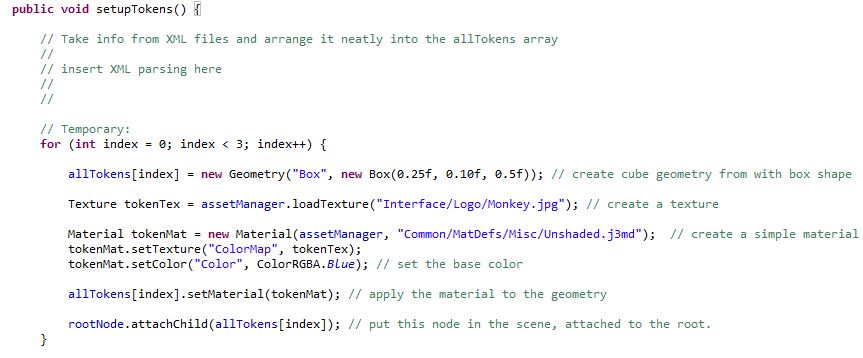 public void setupTokens() {
// Take info from XML files and arrange it neatly into the allTokens array
//
// insert XML parsing here
//
//
// Temporary:
for (int index = 0; index < 3; index++) {
allTokens[index] = new Geometry("Box", new Box(0.25f, 0.10f, 0.5f)); // create cube geometry from with box shape
Texture tokenTex = assetManager.loadTexture("Interface/Logo/Monkey.jpg"); // create a texture
Material tokenMat = new Material(assetManager, "Common/MatDefs/Misc/Unshaded.j3md");  // create a simple material
tokenMat.setTexture("ColorMap", tokenTex);
tokenMat.setColor("Color", ColorRGBA.Blue); // set the base color
allTokens[index].setMaterial(tokenMat); // apply the material to the geometry
rootNode.attachChild(allTokens[index]); // put this node in the scene, attached to the root.
}